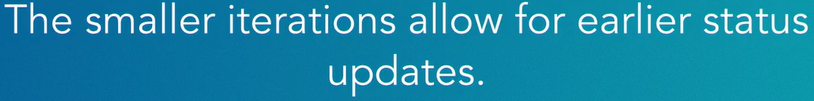 The smaller iterations allow for earlier status
updates.